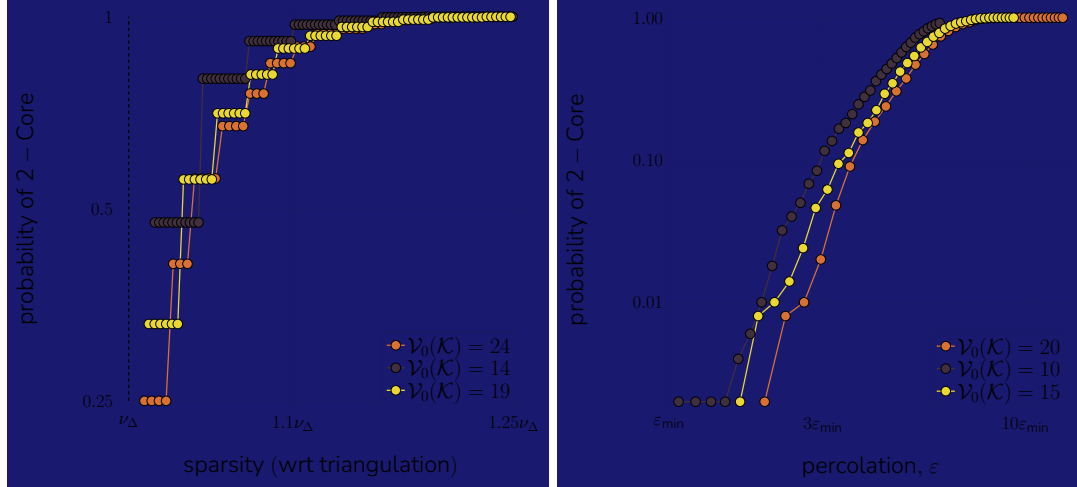 1
0.5
0.25
probability of 2 − Core
ν_Δ
1.1ν_Δ
1.25ν_Δ
sparsity (wrt triangulation)
𝒱₀(𝒦) = 24
𝒱₀(𝒦) = 14
𝒱₀(𝒦) = 19
1.00
0.10
0.01
probability of 2 − Core
ε_min
3ε_min
10ε_min
percolation, ε
𝒱₀(𝒦) = 20
𝒱₀(𝒦) = 10
𝒱₀(𝒦) = 15